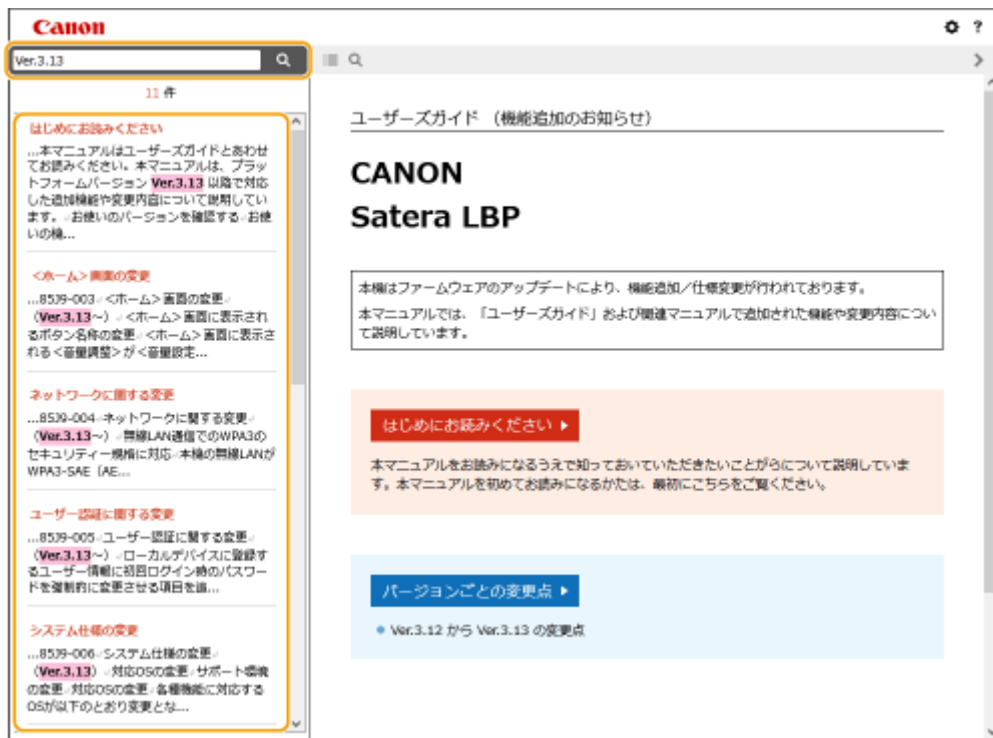 Canon
?
Ver.3.13
11 件
はじめにお読みください
...本マニュアルはユーザーズガイドとあわせ
てお読みください。本マニュアルは、プラッ
トフォームバージョン Ver.3.13 以降で対応
した追加機能や変更内容について説明してい
ます。 お使いのバージョンを確認する お使
いの機...
<ホーム> 画面の変更
...85J9-003 <ホーム> 画面の変更
（Ver.3.13～） <ホーム> 画面に表示され
るボタン名称の変更 <ホーム> 画面に表示さ
れる<音量調整> が <音量設定...
ネットワークに関する変更
...85J9-004 ネットワークに関する変更
（Ver.3.13～） 無線LAN通信でのWPA3の
セキュリティー規格に対応 本機の無線LANが
WPA3-SAE（AE...
ユーザー認証に関する変更
...85J9-005 ユーザー認証に関する変更
（Ver.3.13～） ローカルデバイスに登録す
るユーザー情報に初回ログイン時のパスワー
ドを強制的に変更させる項目を追...
システム仕様の変更
...85J9-006 システム仕様の変更
（Ver.3.13） 対応OSの変更 サポート環境
の変更 対応OSの変更 各種機能に対応する
OSが以下のとおり変更とな...
ユーザーズガイド （機能追加のお知らせ）
CANON
Satera LBP
本機はファームウェアのアップデートにより、機能追加／仕様変更が行われております。
本マニュアルでは、「ユーザーズガイド」および関連マニュアルで追加された機能や変更内容につい
て説明しています。
はじめにお読みください
本マニュアルをお読みになるうえで知っておいていただきたいことがらについて説明していま
す。本マニュアルを初めてお読みになるかたは、最初にこちらをご覧ください。
バージョンごとの変更点
Ver.3.12 から Ver.3.13 の変更点